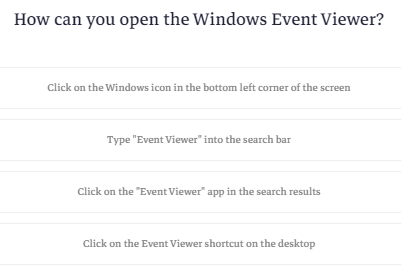 How can you open the Windows Event Viewer?
Click on the Windows icon in the bottom left corner of the screen
Type "Event Viewer" into the search bar
Click on the "Event Viewer" app in the search results
Click on the Event Viewer shortcut on the desktop